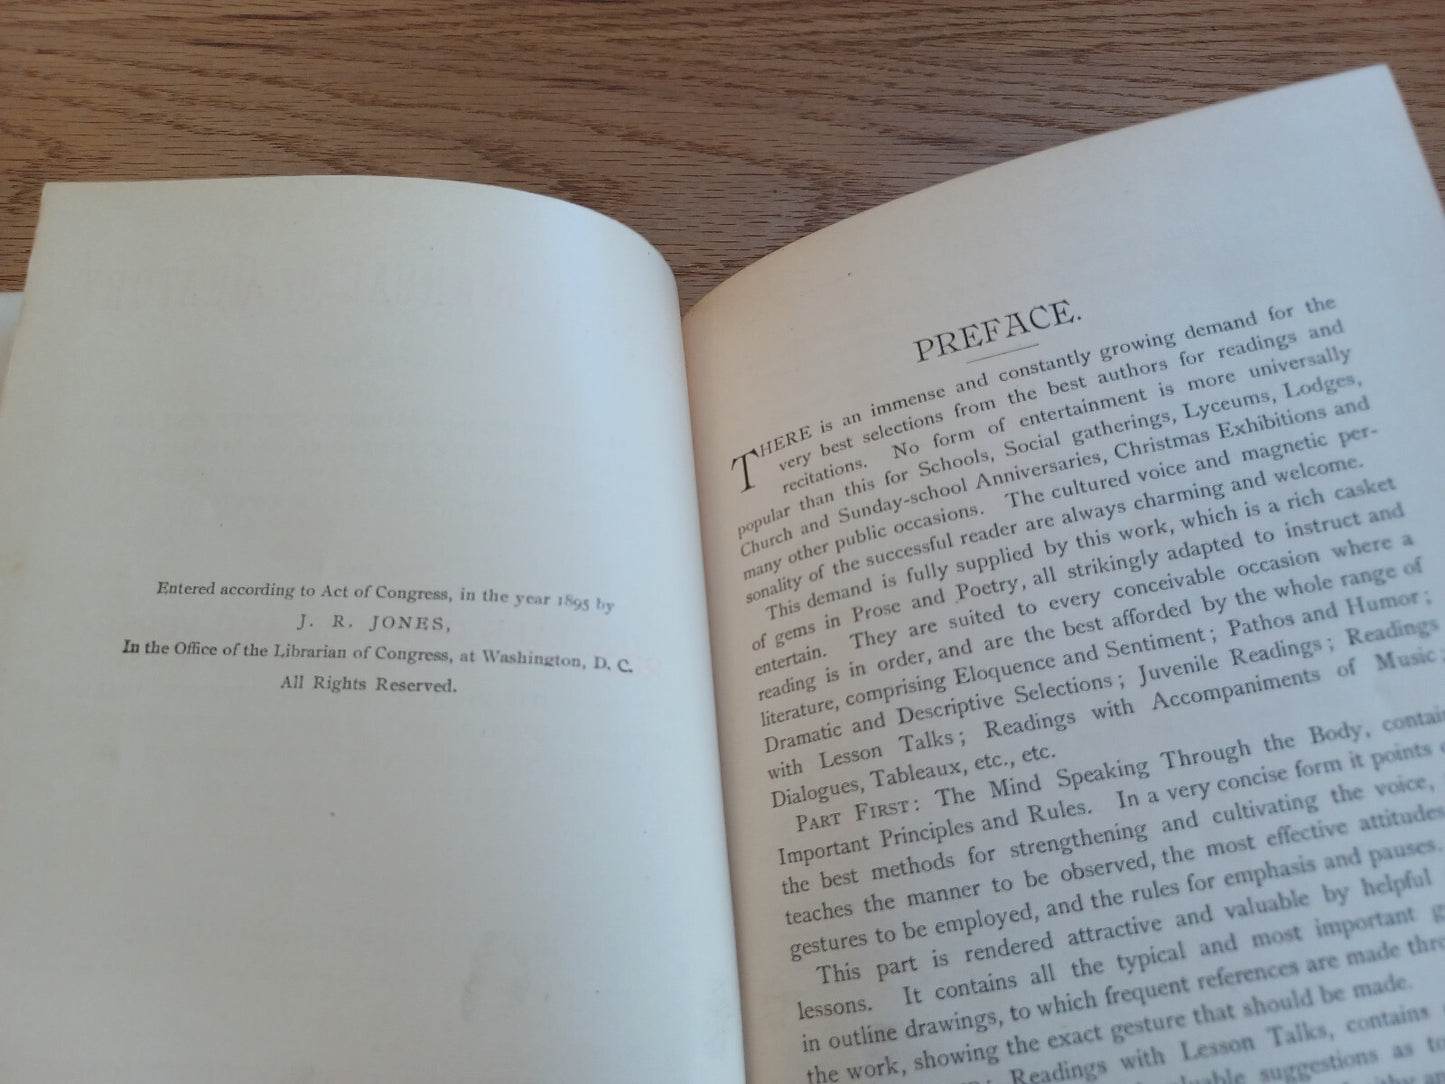 Entered according to Act of Congress, in the year 1895 by
J. R. JONES,
In the Office of the Librarian of Congress, at Washington, D. C.
All Rights Reserved.
PREFACE.
THERE is an immense and constantly growing demand for the
very best selections from the best authors for readings and
recitations. No form of entertainment is more universally
popular than this for Schools, Social gatherings, Lyceums, Lodges,
Church and Sunday-school Anniversaries, Christmas Exhibitions and
many other public occasions. The cultured voice and magnetic per-
sonality of the successful reader are always charming and welcome.
This demand is fully supplied by this work, which is a rich casket
of gems in Prose and Poetry, all strikingly adapted to instruct and
entertain. They are suited to every conceivable occasion where a
reading is in order, and are the best afforded by the whole range of
literature, comprising Eloquence and Sentiment; Pathos and Humor;
Dramatic and Descriptive Selections; Juvenile Readings; Readings
with Lesson Talks; Readings with Accompaniments of Music;
Dialogues, Tableaux, etc., etc.
PART FIRST: The Mind Speaking Through the Body, contai
Important Principles and Rules. In a very concise form it points
the best methods for strengthening and cultivating the voice,
teaches the manner to be observed, the most effective attitudes
gestures to be employed, and the rules for emphasis and pauses.
This part is rendered attractive and valuable by helpful
lessons. It contains all the typical and most important g
in outline drawings, to which frequent references are made thro
the work, showing the exact gesture that should be made.
Readings with Lesson Talks, contains
suggestions as to